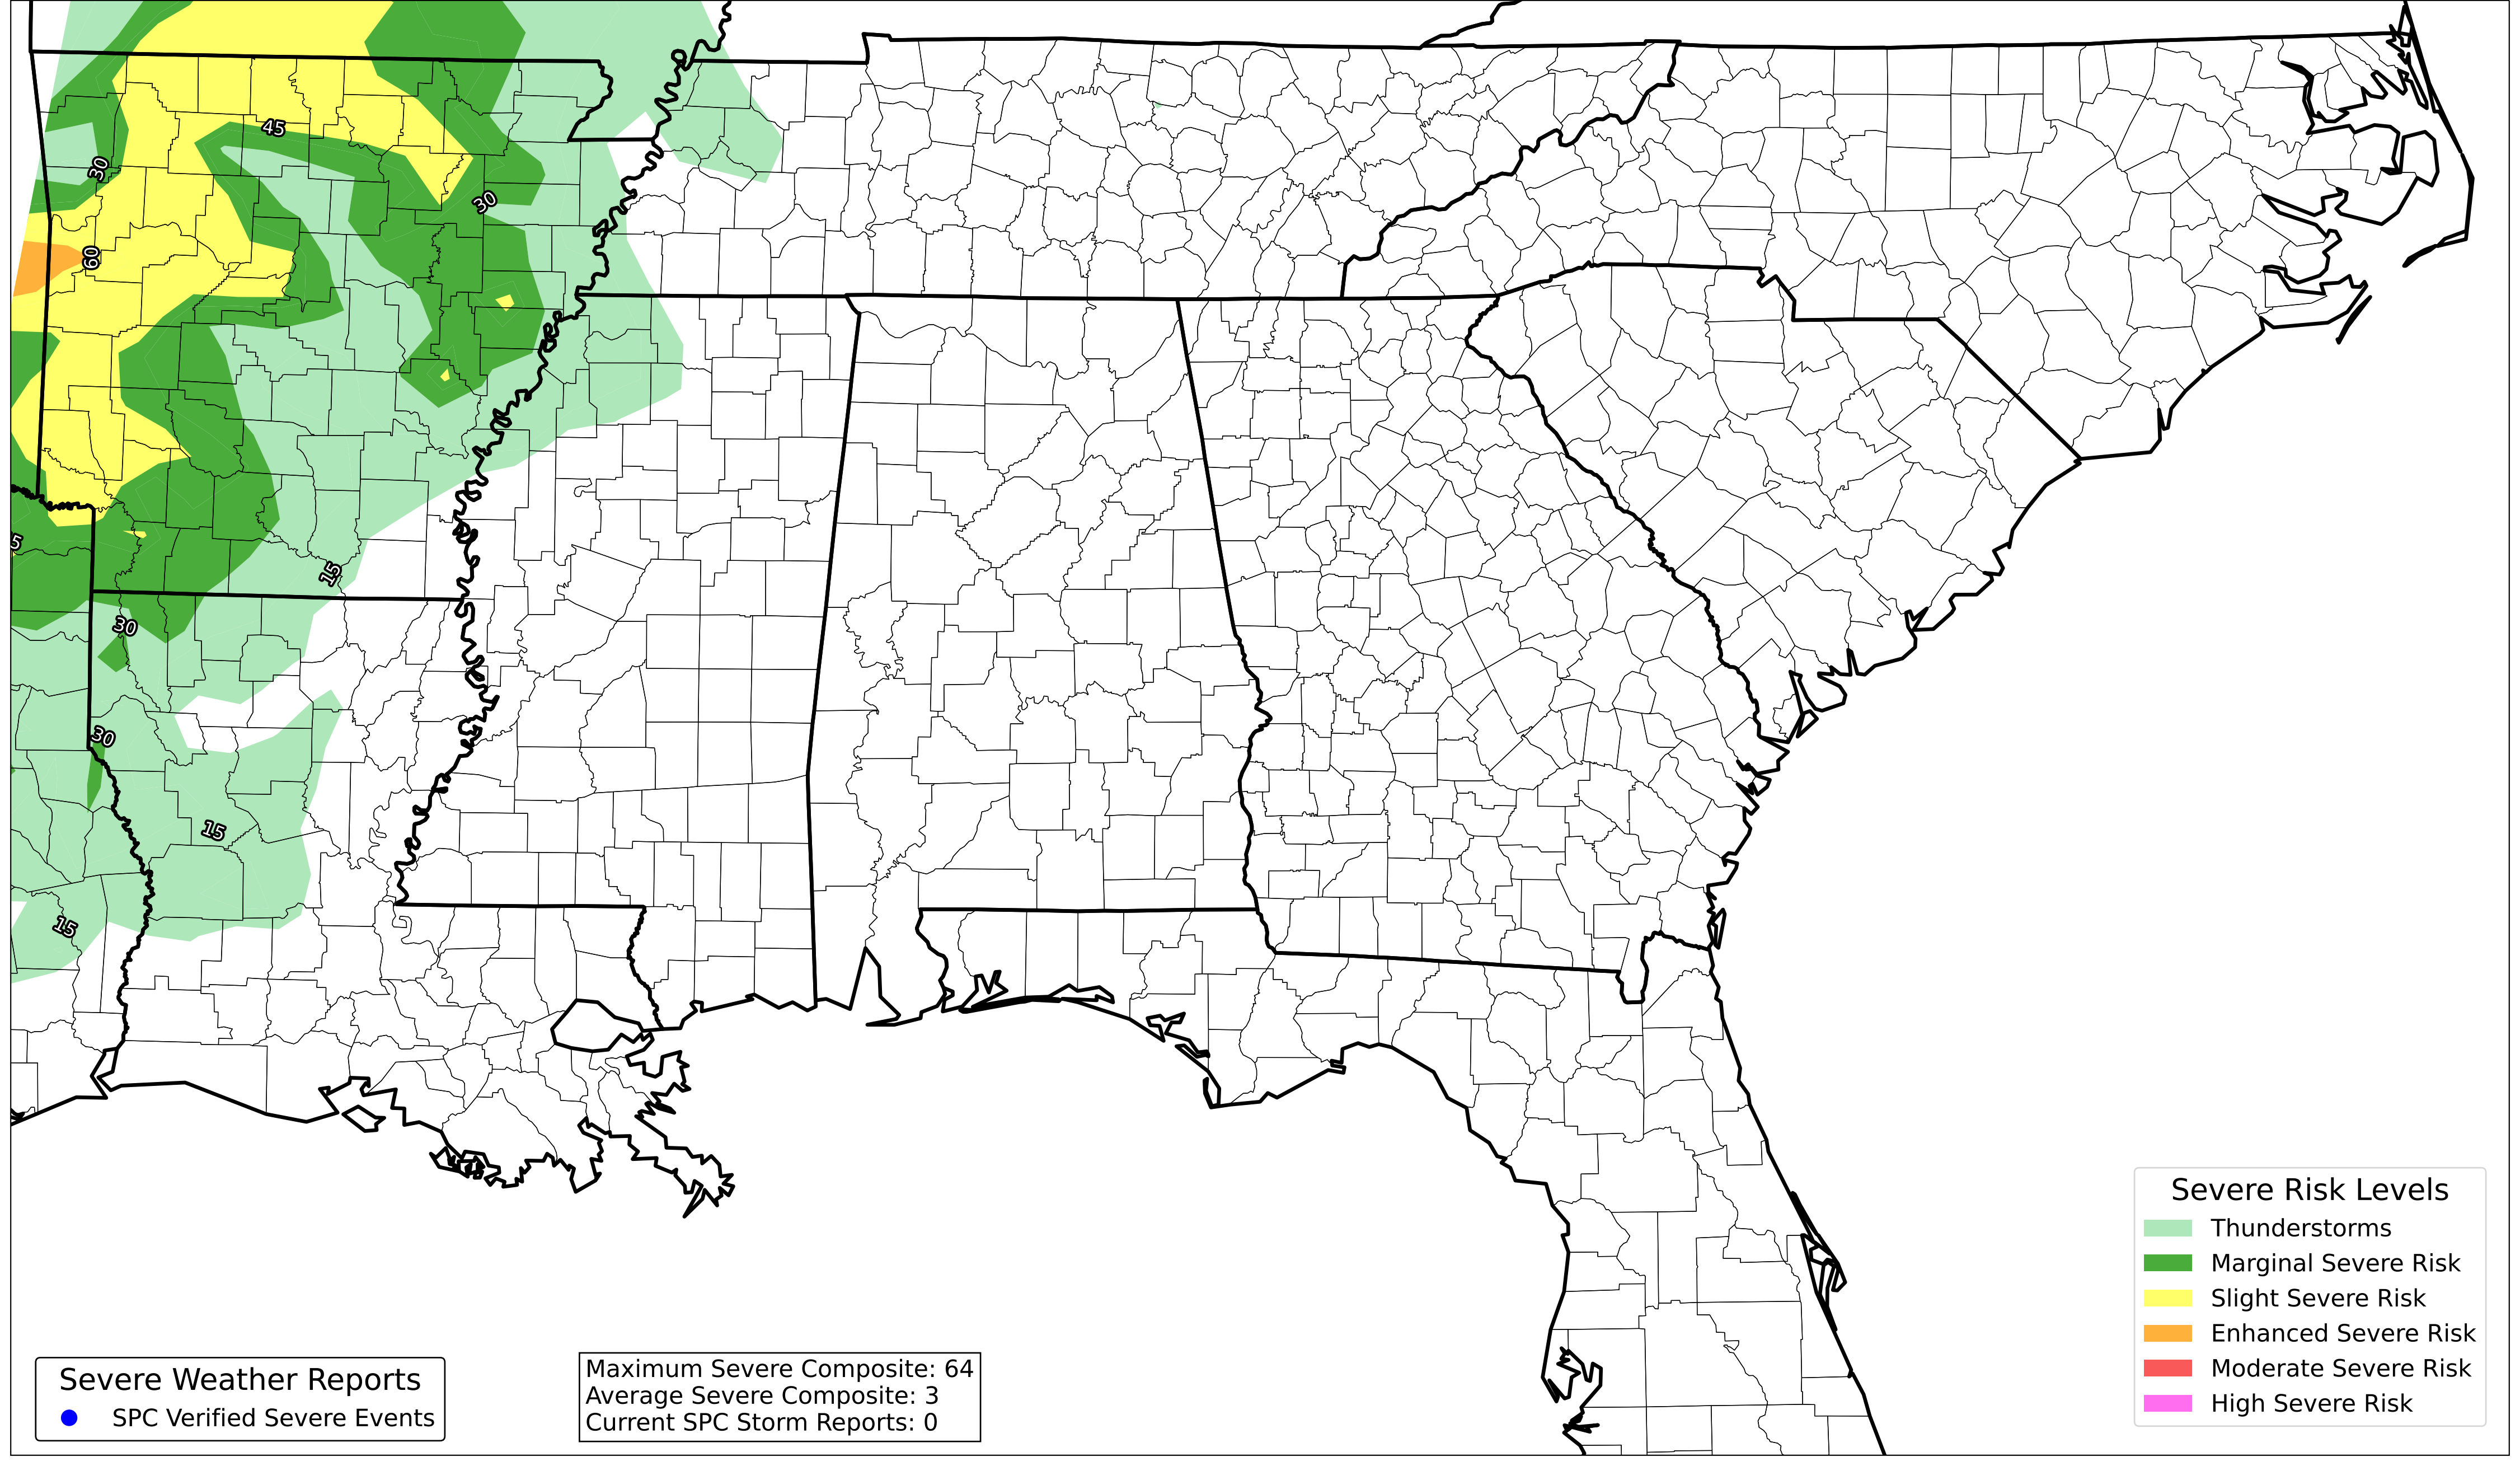 45
30
30
60
5
15
30
30
15
15
Severe Risk Levels
Thunderstorms
Marginal Severe Risk
Slight Severe Risk
Enhanced Severe Risk
Moderate Severe Risk
High Severe Risk
Severe Weather Reports
SPC Verified Severe Events
Maximum Severe Composite: 64
Average Severe Composite: 3
Current SPC Storm Reports: 0